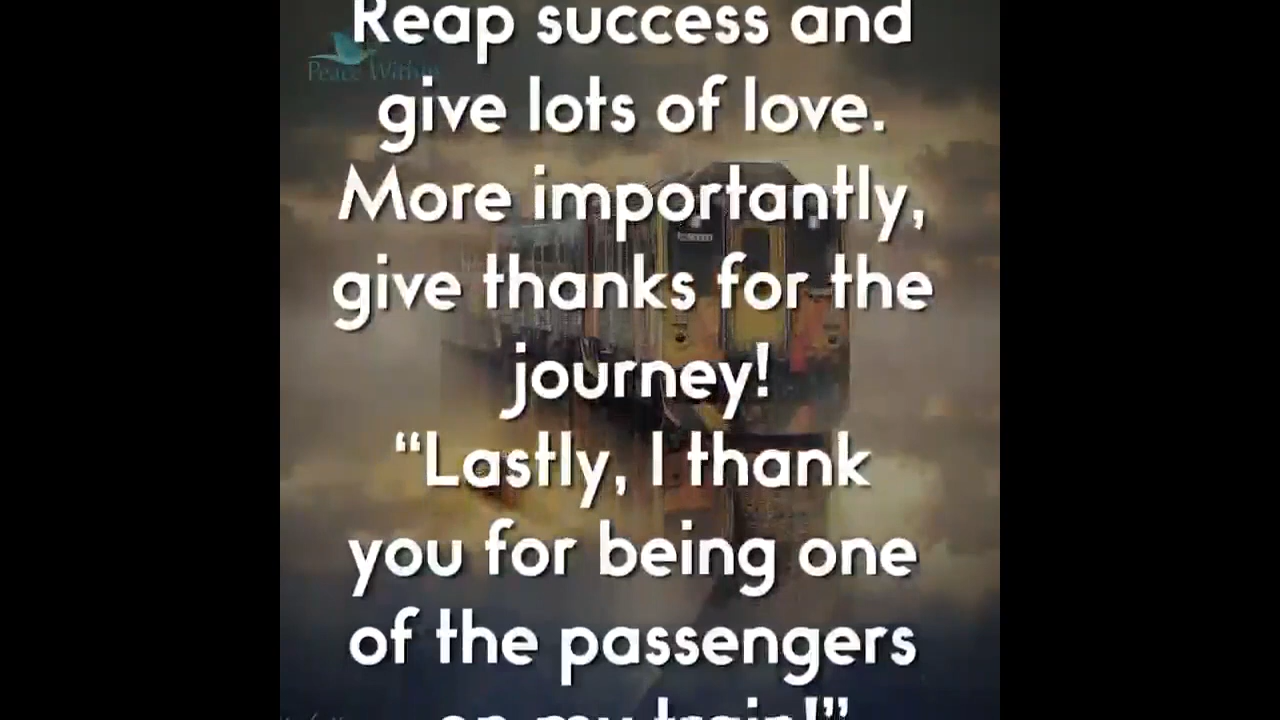 Reap success and
Peace Within
give lots of love.
More importantly,
give thanks for the
journey!
“Lastly, I thank
you for being one
of the passengers
on my train!”